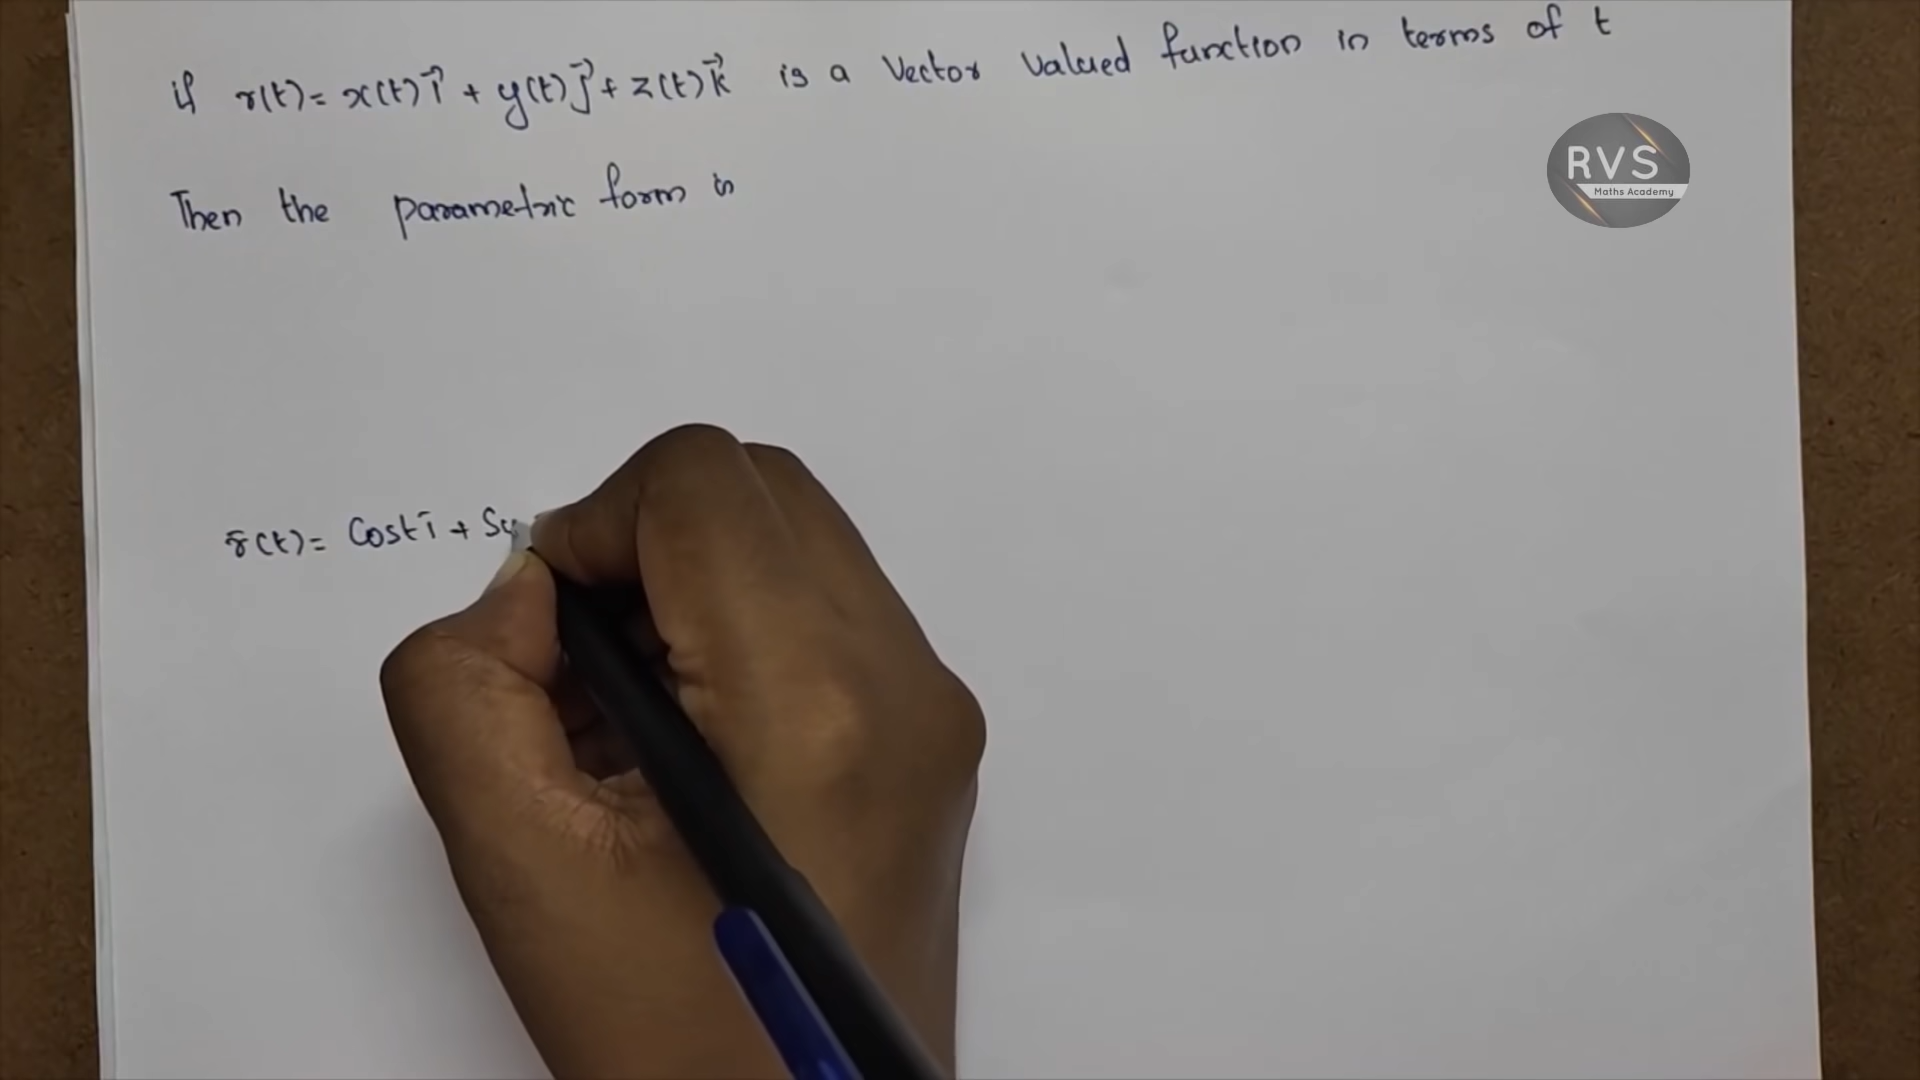 if r(t) = x(t) i⃗ + y(t) j⃗ + z(t) k⃗ is a Vector valued function in terms of t
Then the parametric form is
RVS
Maths Academy
r̄(t) = Cost ī +